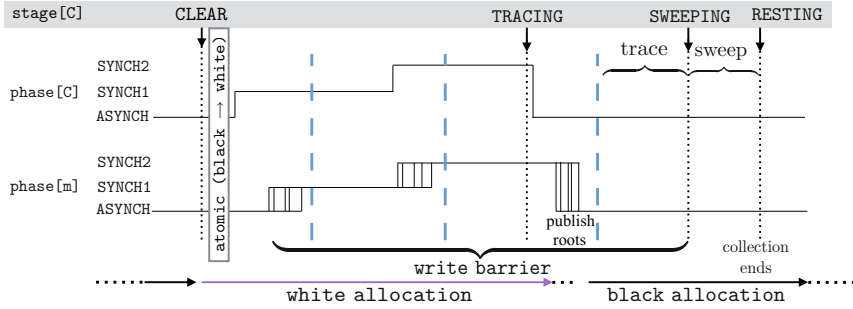 stage[C] CLEAR TRACING SWEEPING RESTING
trace sweep
SYNCH2
phase[C] SYNCH1
ASYNCH
atomic (black → white)
SYNCH2
phase[m] SYNCH1
ASYNCH
publish
roots
collection
ends
write barrier
white allocation black allocation